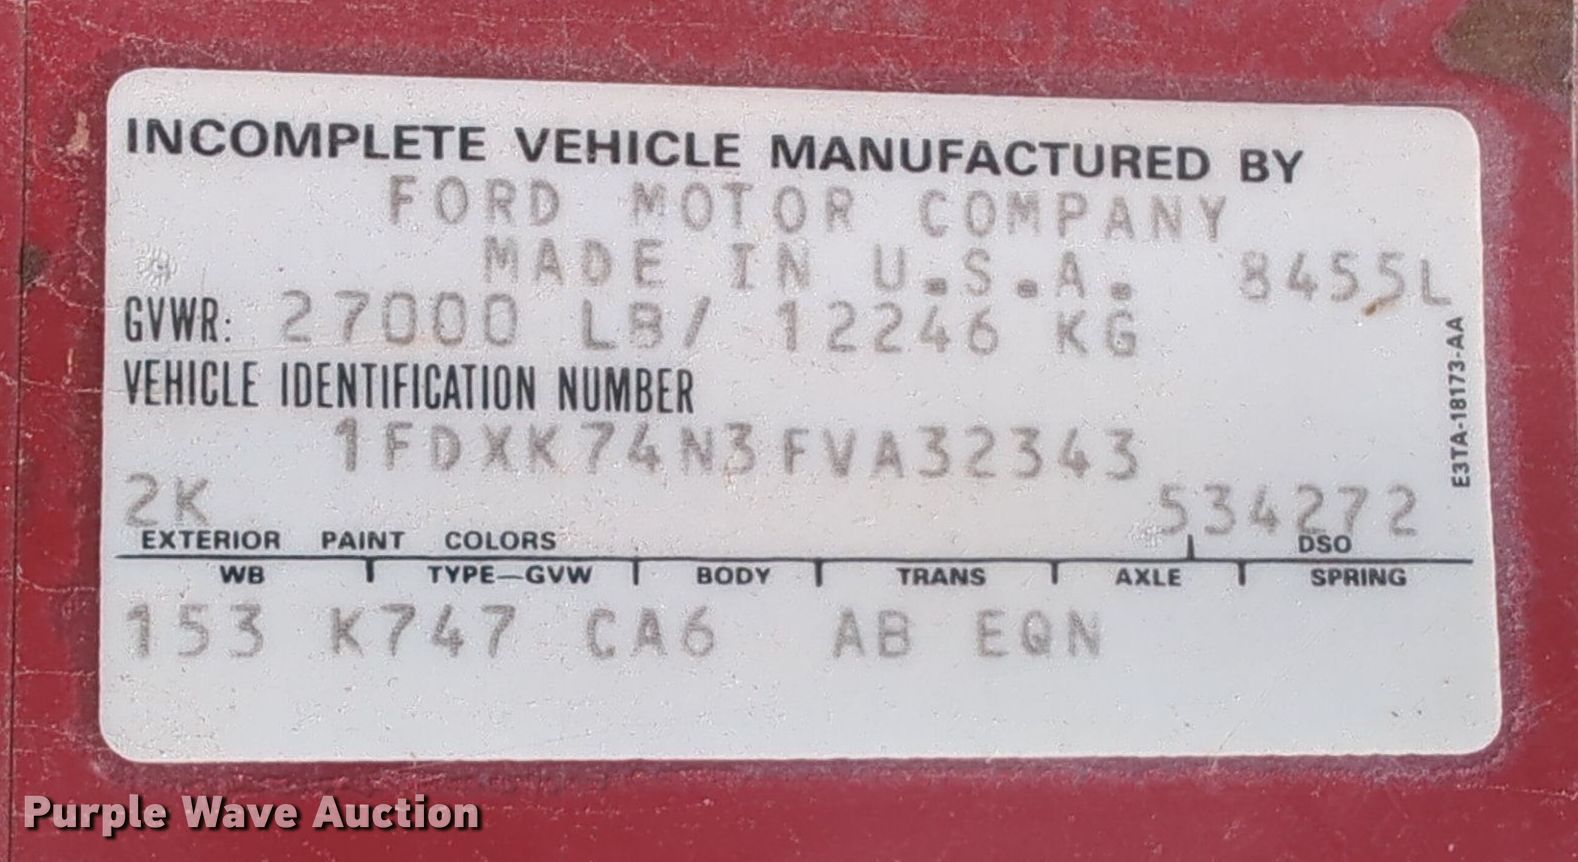 INCOMPLETE VEHICLE MANUFACTURED BY
FORD MOTOR COMPANY
MADE IN U.S.A. 8455L
GVWR: 27000 LB/ 12246 KG
VEHICLE IDENTIFICATION NUMBER
1FDXK74N3FVA32343
E3TA-18173-AA
2K 534272
EXTERIOR PAINT COLORS DSO
WB TYPE—GVW BODY TRANS AXLE SPRING
153 K747 CA6 AB EQN
Purple Wave Auction